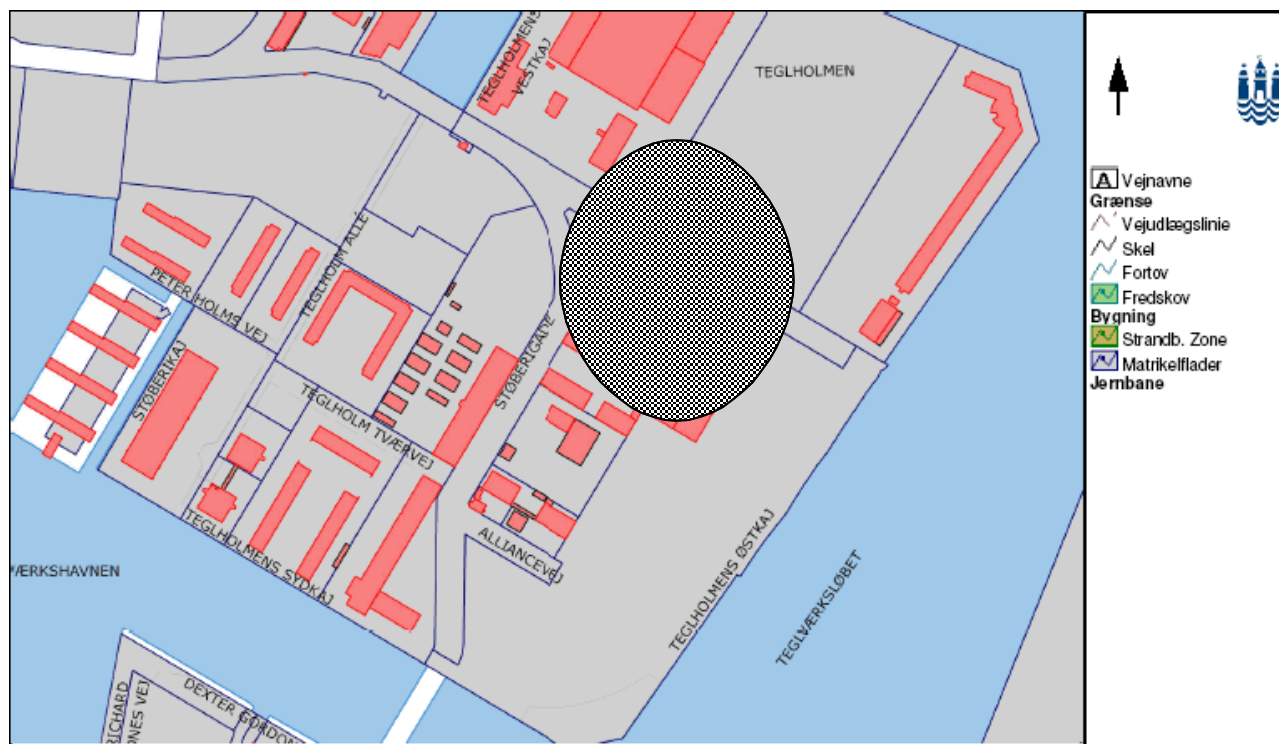 TEGLHOLMENS
VESTKAJ
TEGLHOLMEN
TEGLHOLM ALLÉ
PETER HOLMS VEJ
STØBERIKAJ
STØBERIGADE
TEGLHOLM TVÆRVEJ
TEGLHOLMENS SYDKAJ
ALLIANCEVEJ
TEGLHOLMENS ØSTKAJ
TEGLVÆRKSLØBET
VÆRKSHAVNEN
RICHARD
ONES VEJ
DEXTER GORDON
A Vejnavne
Grænse
Vejudlægslinie
Skel
Fortov
Fredskov
Bygning
Strandb. Zone
Matrikelflader
Jernbane